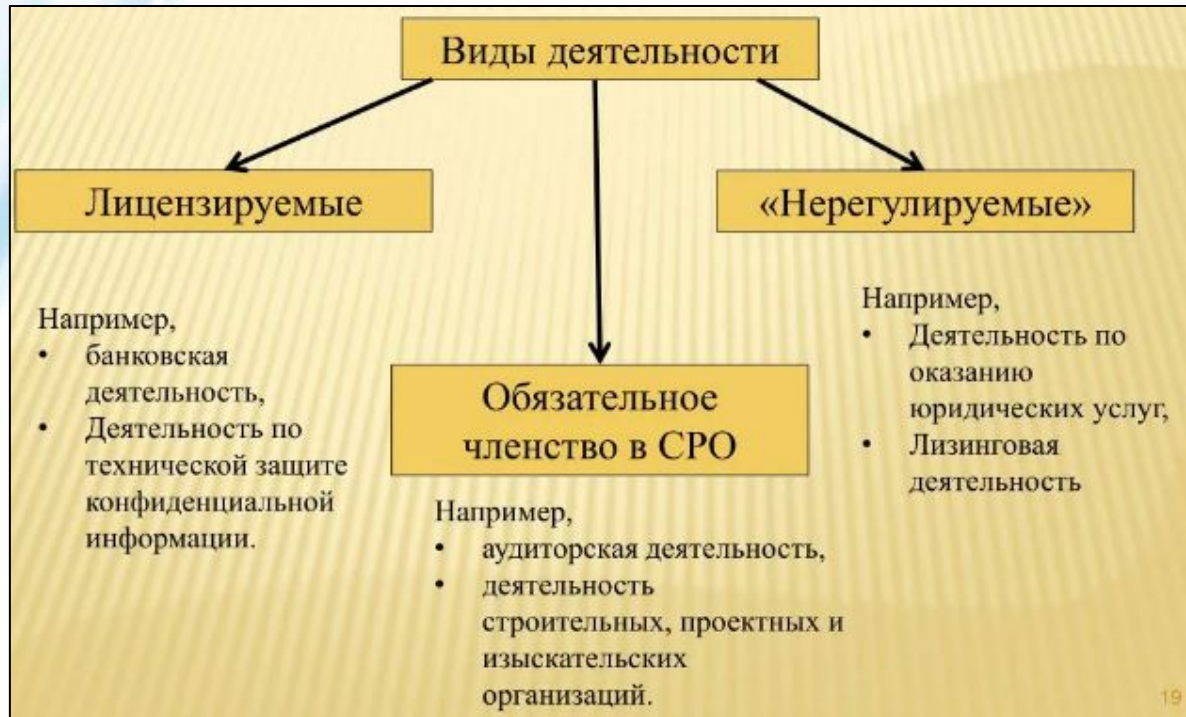 Виды деятельности
Лицензируемые
«Нерегулируемые»
Например,
• банковская
деятельность,
• Деятельность по
технической защите
конфиденциальной
информации.
Обязательное
членство в СРО
Например,
• аудиторская деятельность,
• деятельность
строительных, проектных и
изыскательских
организаций.
Например,
• Деятельность по
оказанию
юридических услуг,
• Лизинговая
деятельность
19